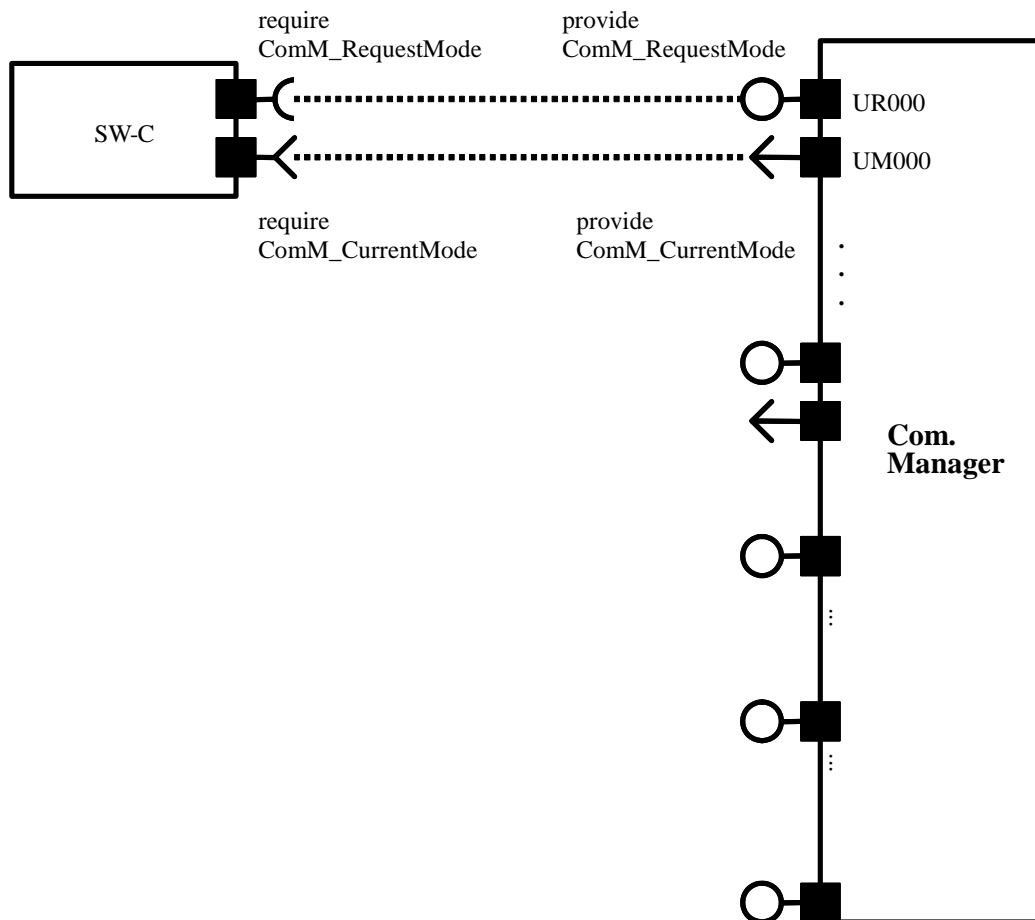 require
ComM_RequestMode
provide
ComM_RequestMode
SW-C
UR000
UM000
require
ComM_CurrentMode
provide
ComM_CurrentMode
Com.
Manager